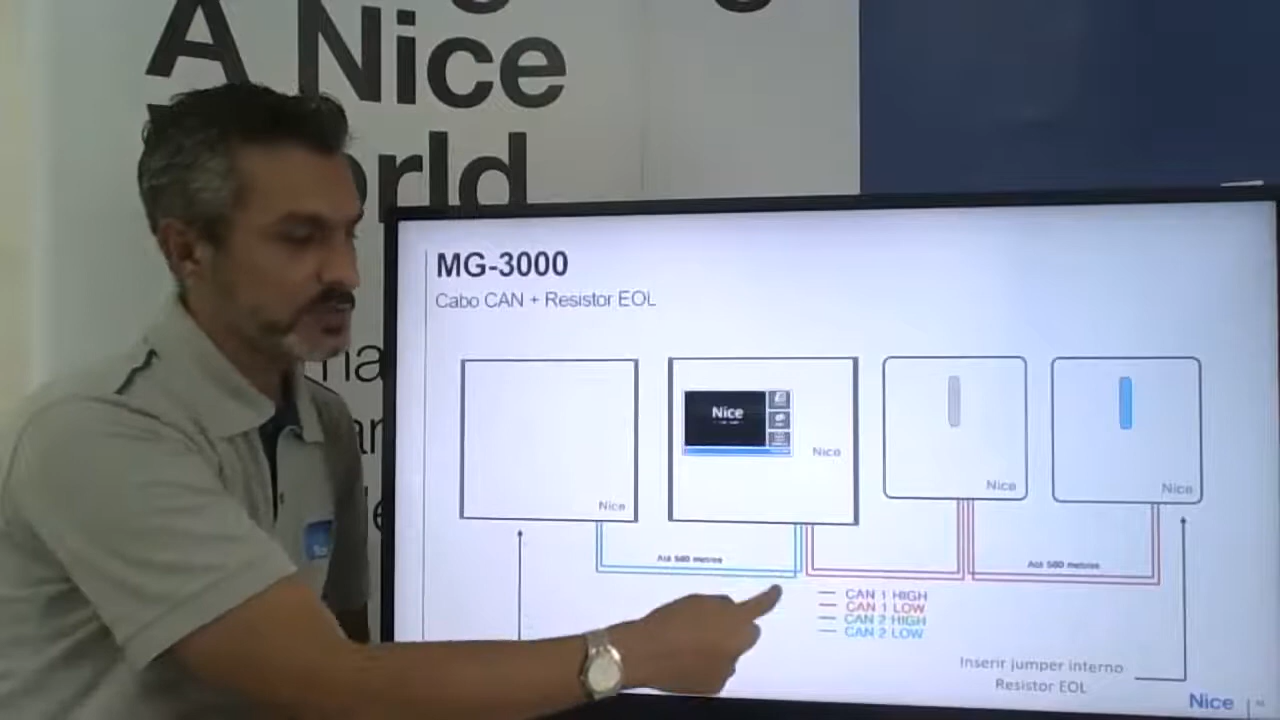 A Nice
MG-3000
Cabo CAN + Resistor EOL
Nice
Nice
Nice
Nice
Nice
Até 500 metros
Até 500 metros
CAN 1 HIGH
CAN 1 LOW
CAN 2 HIGH
CAN 2 LOW
Inserir jumper interno
Resistor EOL
Nice